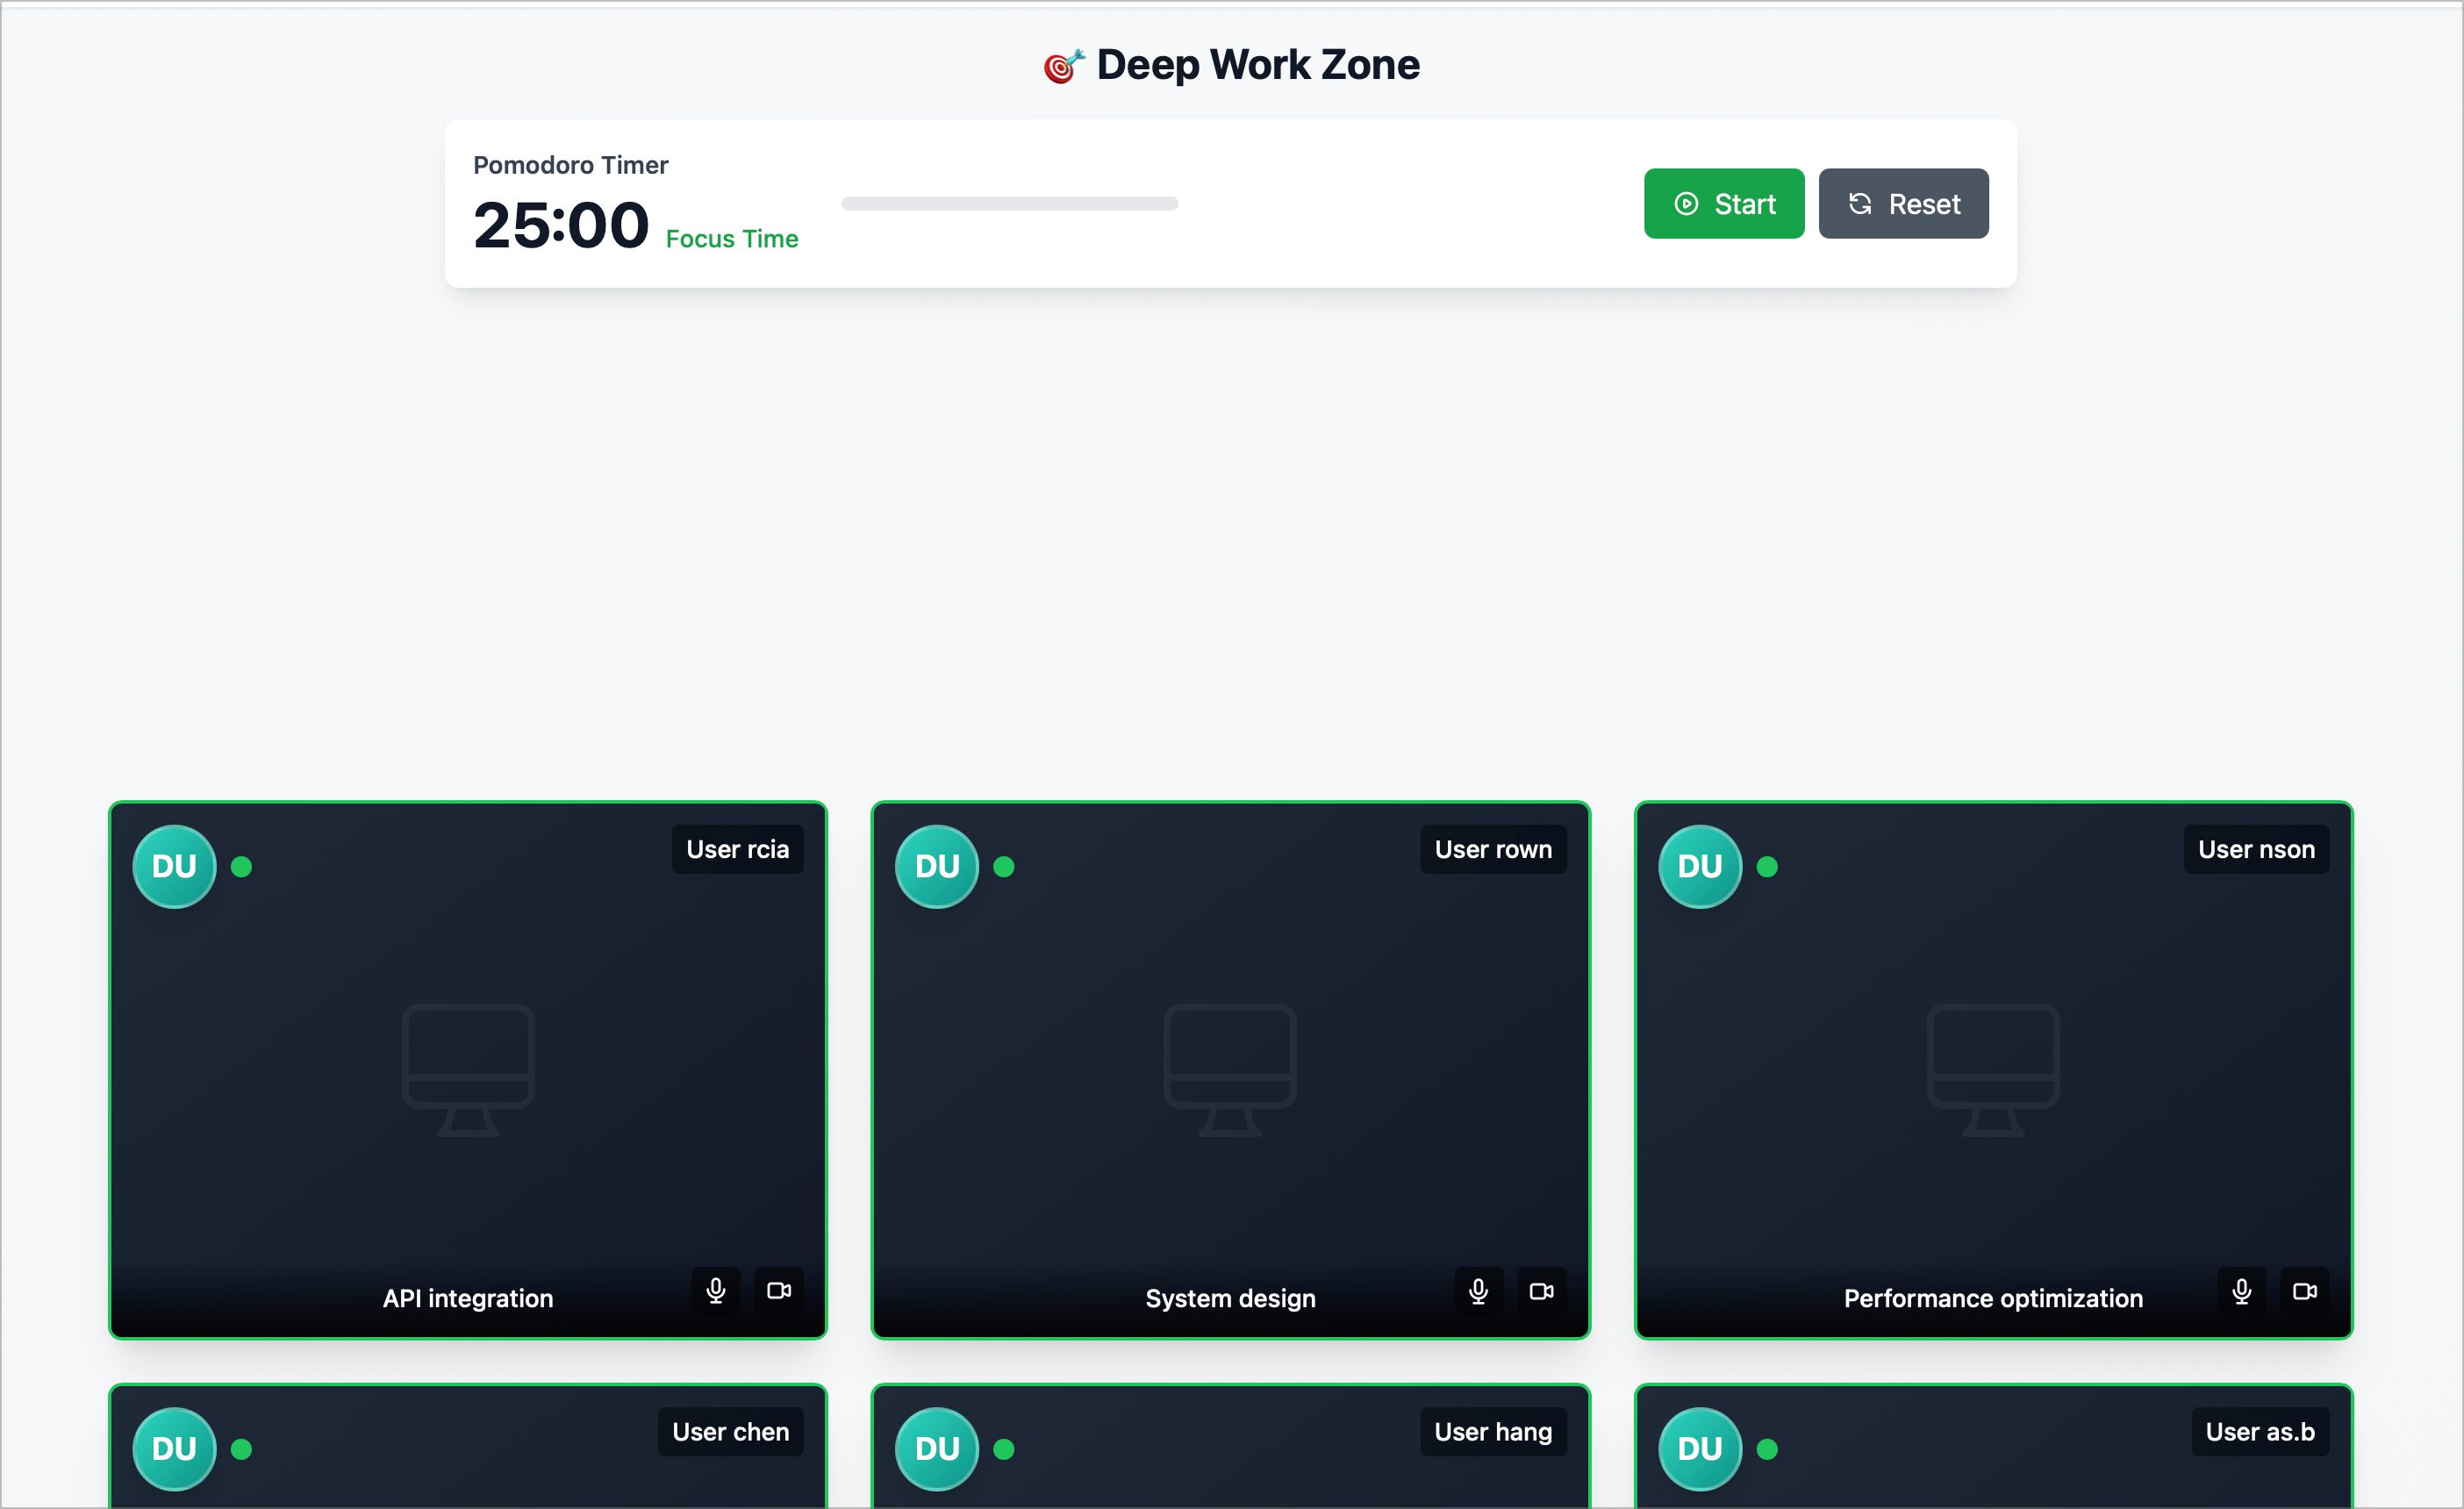 🎯 Deep Work Zone
Pomodoro Timer
25:00 Focus Time
Start
Reset
DU
User rcia
API integration
DU
User rown
System design
DU
User nson
Performance optimization
DU
User chen
DU
User hang
DU
User as.b